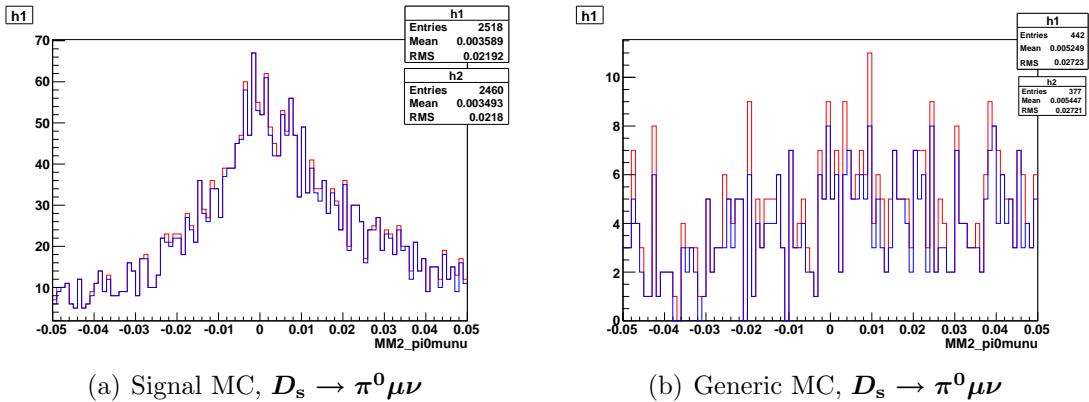 h1
h1
Entries 2518
Mean 0.003589
RMS 0.02192
h2
Entries 2460
Mean 0.003493
RMS 0.0218
70
60
50
40
30
20
10
-0.05 -0.04 -0.03 -0.02 -0.01 0 0.01 0.02 0.03 0.04 0.05
MM2_pi0munu
(a) Signal MC, D_s → π^0μν
h1
h1
Entries 442
Mean 0.005249
RMS 0.02723
h2
Entries 377
Mean 0.005447
RMS 0.02721
10
8
6
4
2
0
-0.05 -0.04 -0.03 -0.02 -0.01 0 0.01 0.02 0.03 0.04 0.05
MM2_pi0munu
(b) Generic MC, D_s → π^0μν